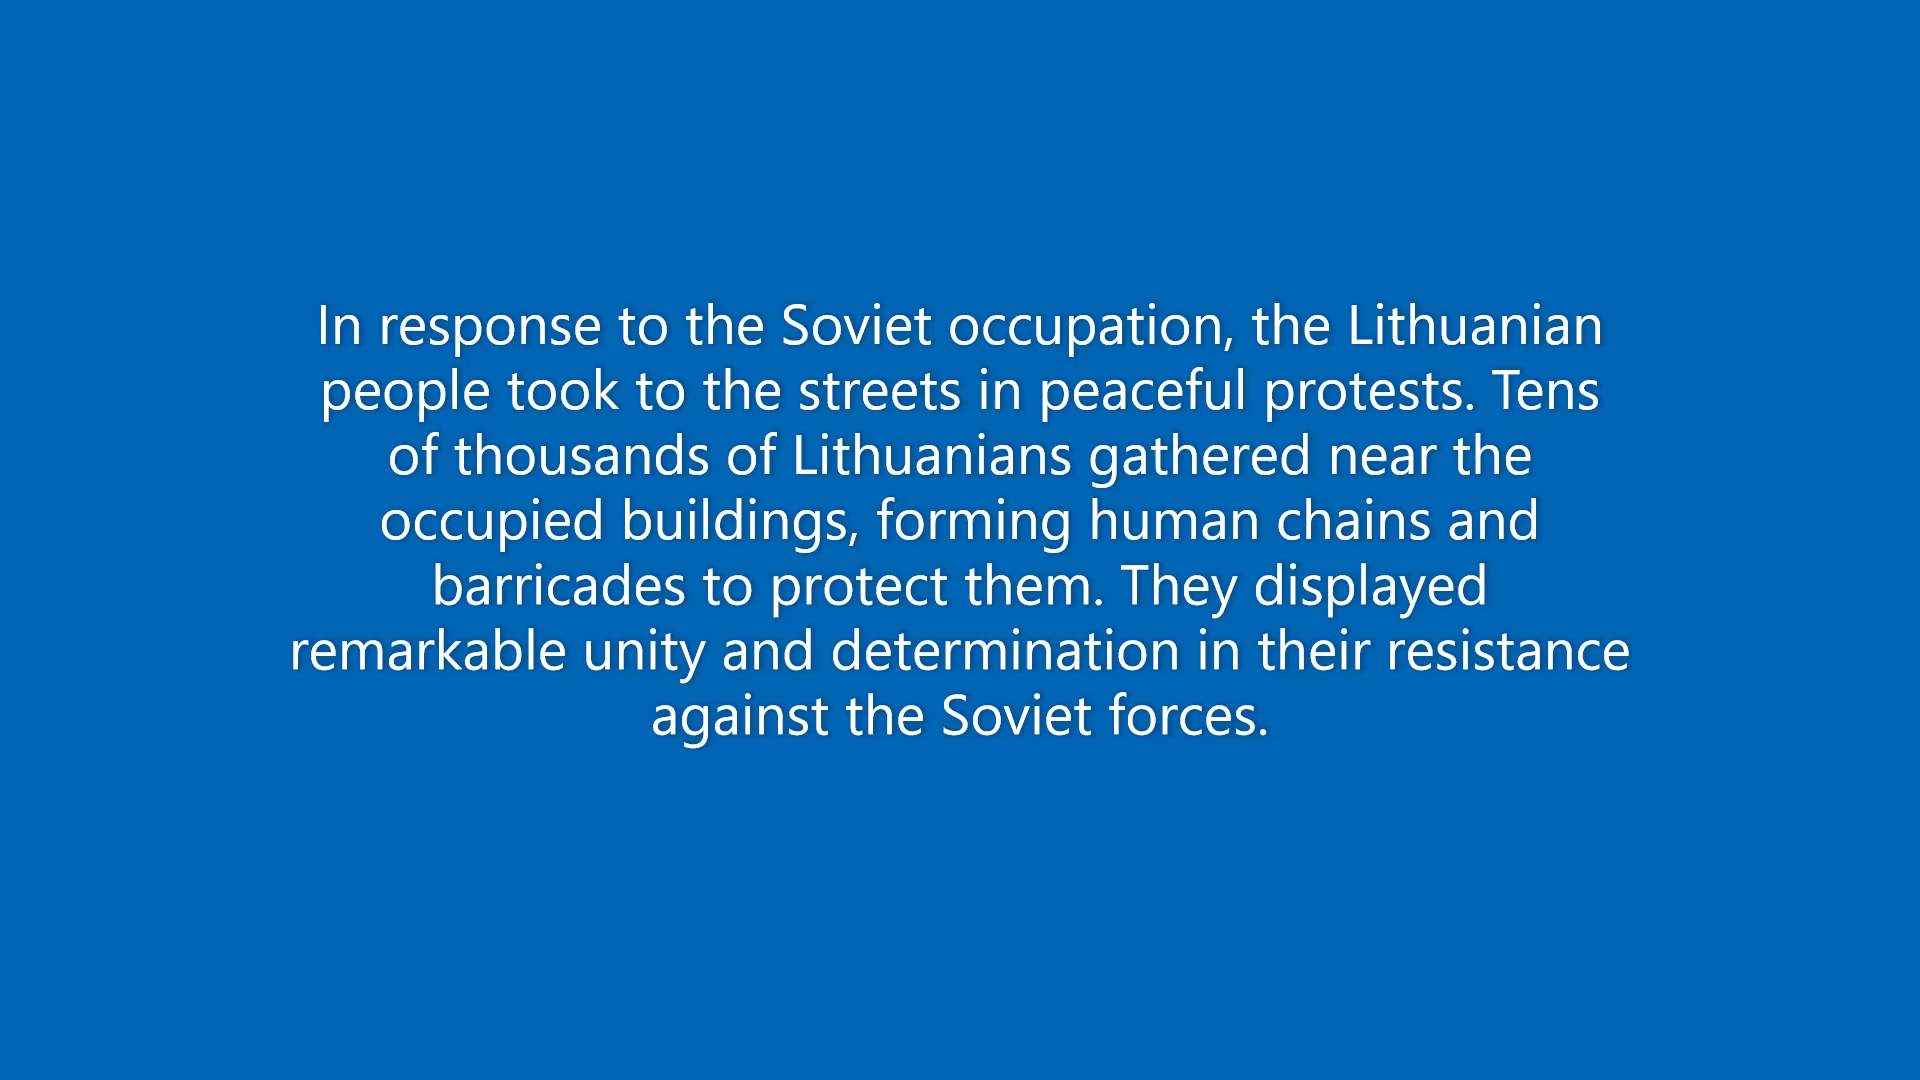 In response to the Soviet occupation, the Lithuanian
people took to the streets in peaceful protests. Tens
of thousands of Lithuanians gathered near the
occupied buildings, forming human chains and
barricades to protect them. They displayed
remarkable unity and determination in their resistance
against the Soviet forces.